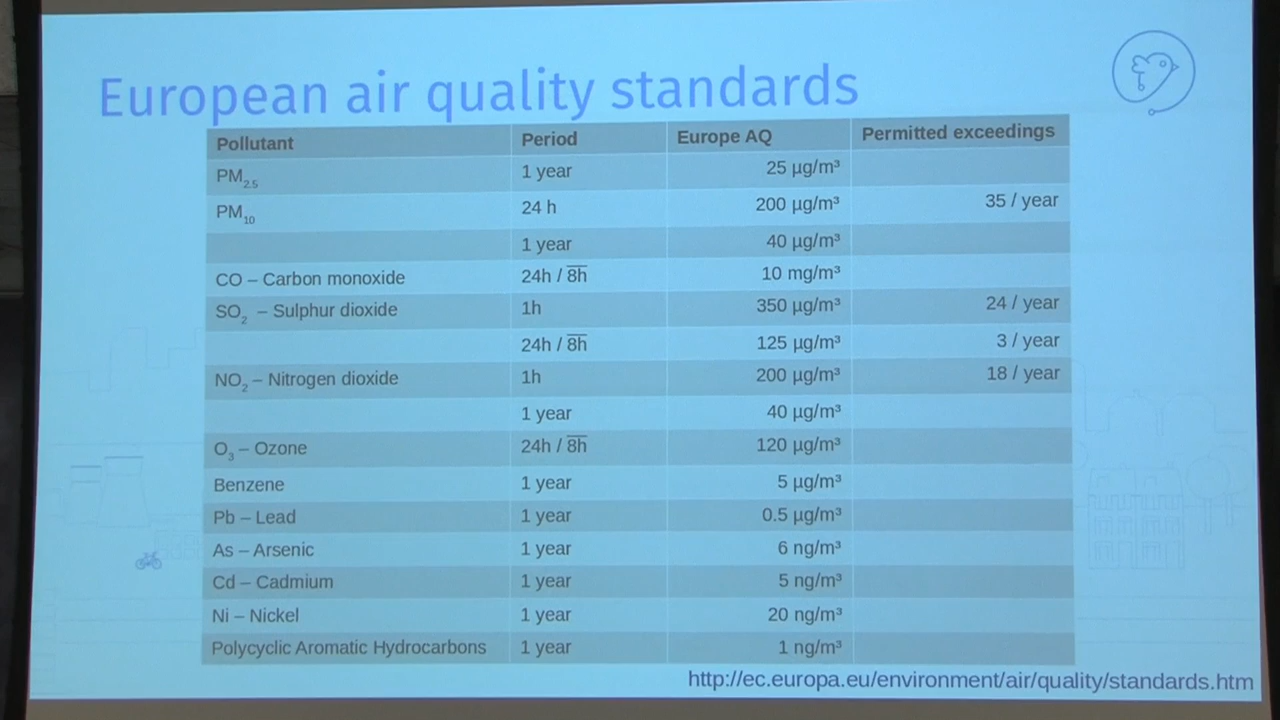 European air quality standards
Pollutant Period Europe AQ Permitted exceedings
PM2.5 1 year 25 µg/m³
PM10 24 h 200 µg/m³ 35 / year
1 year 40 µg/m³
CO – Carbon monoxide 24h / 8h 10 mg/m³
SO2 – Sulphur dioxide 1h 350 µg/m³ 24 / year
24h / 8h 125 µg/m³ 3 / year
NO2 – Nitrogen dioxide 1h 200 µg/m³ 18 / year
1 year 40 µg/m³
O3 – Ozone 24h / 8h 120 µg/m³
Benzene 1 year 5 µg/m³
Pb – Lead 1 year 0.5 µg/m³
As – Arsenic 1 year 6 ng/m³
Cd – Cadmium 1 year 5 ng/m³
Ni – Nickel 1 year 20 ng/m³
Polycyclic Aromatic Hydrocarbons 1 year 1 ng/m³
http://ec.europa.eu/environment/air/quality/standards.htm